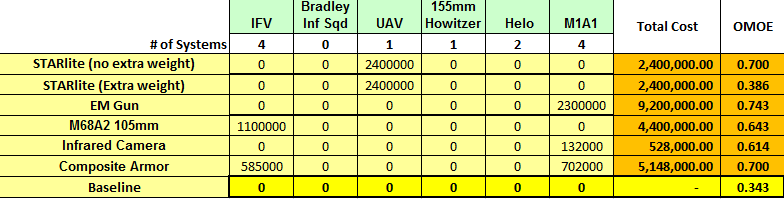 IFV Bradley Inf Sqd UAV 155mm Howitzer Helo M1A1 Total Cost OMOE
# of Systems 4 0 1 1 2 4
STARlite (no extra weight) 0 0 2400000 0 0 0 2,400,000.00 0.700
STARlite (Extra weight) 0 0 2400000 0 0 0 2,400,000.00 0.386
EM Gun 0 0 0 0 0 2300000 9,200,000.00 0.743
M68A2 105mm 1100000 0 0 0 0 0 4,400,000.00 0.643
Infrared Camera 0 0 0 0 0 132000 528,000.00 0.614
Composite Armor 585000 0 0 0 0 702000 5,148,000.00 0.700
Baseline 0 0 0 0 0 0 - 0.343